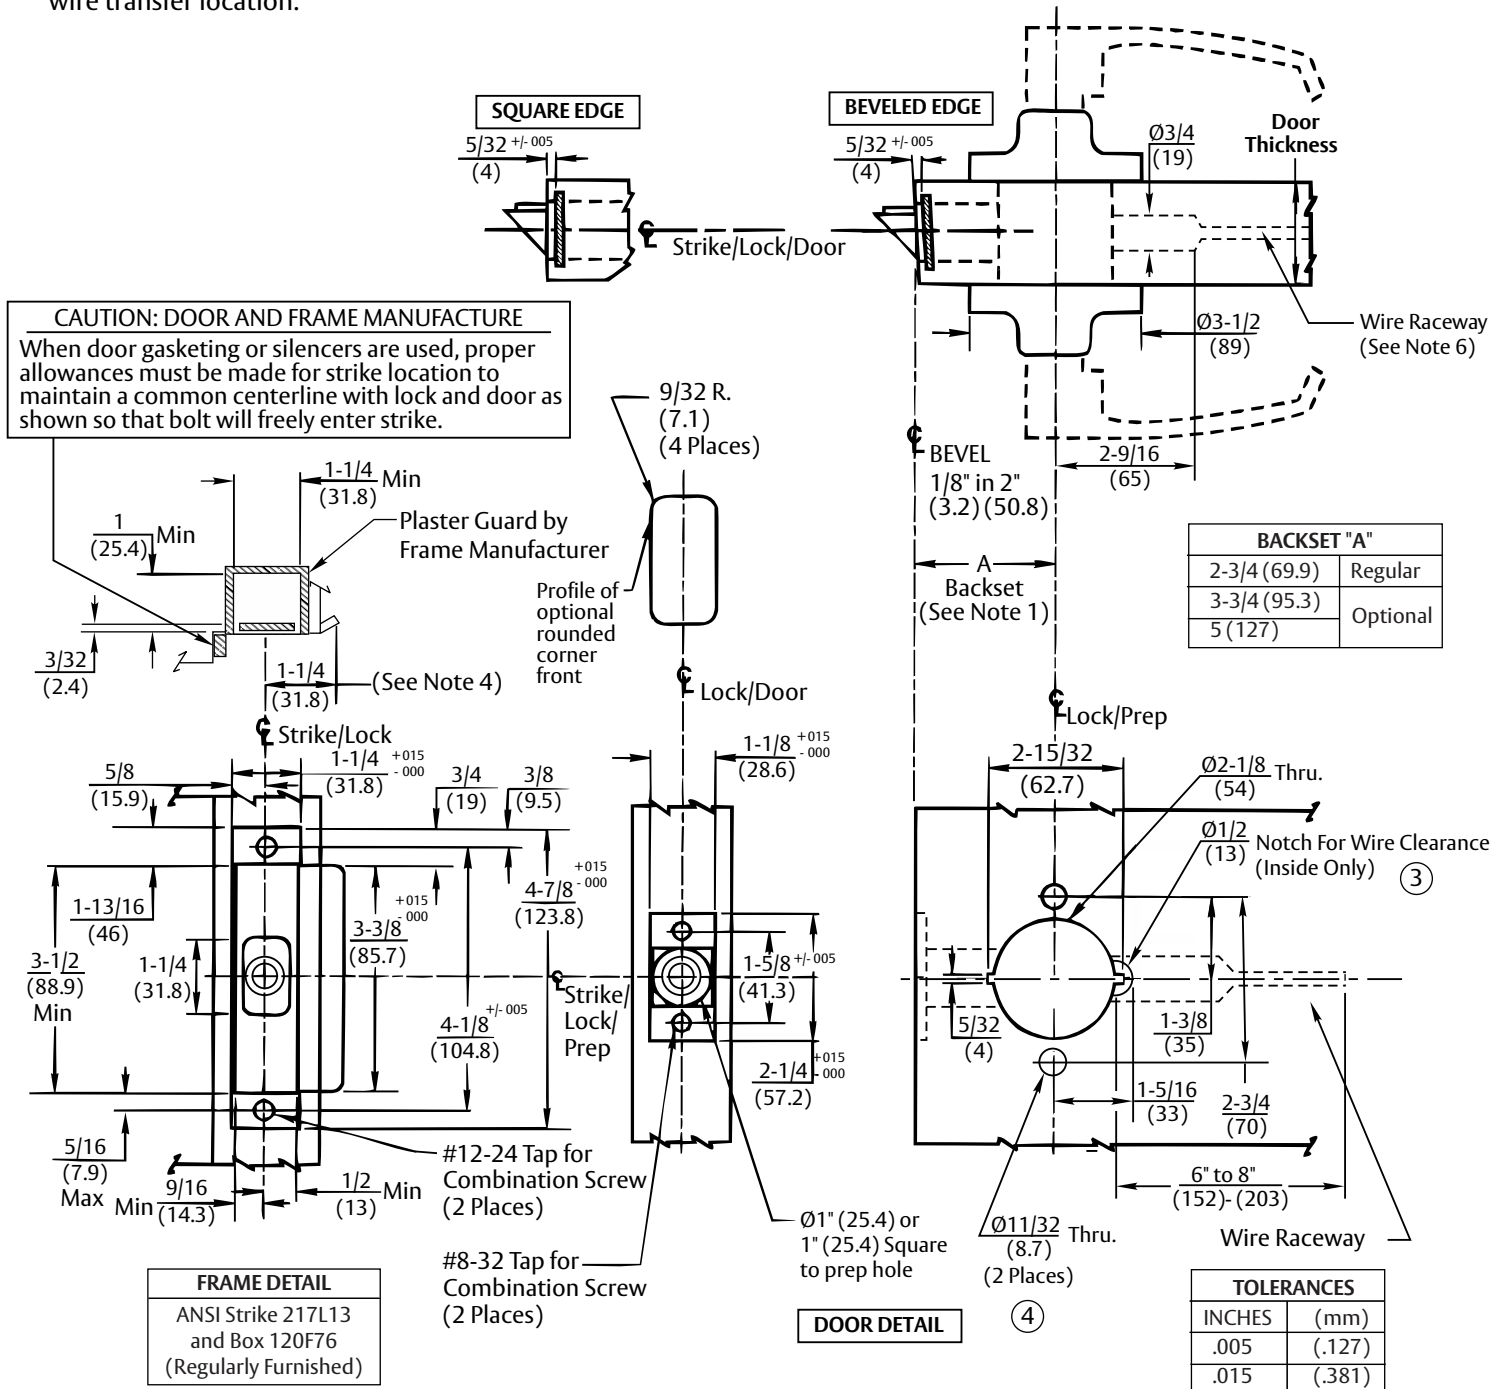 wire transfer location.
SQUARE EDGE
5/32 +/- 005
(4)
BEVELED EDGE
5/32 +/- 005
(4)
Ø3/4
(19)
Door
Thickness
℄
Strike/Lock/Door
Ø3-1/2
(89)
Wire Raceway
(See Note 6)
CAUTION: DOOR AND FRAME MANUFACTURE
When door gasketing or silencers are used, proper
allowances must be made for strike location to
maintain a common centerline with lock and door as
shown so that bolt will freely enter strike.
9/32 R.
(7.1)
(4 Places)
℄
BEVEL
1/8" in 2"
(3.2) (50.8)
2-9/16
(65)
1-1/4 Min
(31.8)
1 Min
(25.4)
Plaster Guard by
Frame Manufacturer
Profile of
optional
rounded
corner
front
A
Backset
(See Note 1)
BACKSET "A"
2-3/4 (69.9) Regular
3-3/4 (95.3)
Optional
5 (127)
3/32
(2.4)
1-1/4
(31.8)
(See Note 4)
℄
Lock/Door
℄
Lock/Prep
℄
Strike/Lock
5/8
(15.9)
1-1/4 +015 - 000
(31.8)
3/4
(19)
3/8
(9.5)
1-1/8 +015 - 000
(28.6)
2-15/32
(62.7)
Ø2-1/8 Thru.
(54)
Ø1/2
(13)
Notch For Wire Clearance
(Inside Only)
3
1-13/16
(46)
3-1/2
(88.9)
Min
1-1/4
(31.8)
3-3/8 +015 - 000
(85.7)
4-7/8 +015 - 000
(123.8)
4-1/8 +/- 005
(104.8)
℄
Strike/
Lock/
Prep
1-5/8 +/- 005
(41.3)
2-1/4 +015 - 000
(57.2)
5/32
(4)
1-3/8
(35)
1-5/16
(33)
2-3/4
(70)
5/16
(7.9)
Max
Min 9/16
(14.3)
1/2 Min
(13)
#12-24 Tap for
Combination Screw
(2 Places)
#8-32 Tap for
Combination Screw
(2 Places)
Ø1" (25.4) or
1" (25.4) Square
to prep hole
Ø11/32 Thru.
(8.7)
(2 Places)
4
6" to 8"
(152)- (203)
Wire Raceway
FRAME DETAIL
ANSI Strike 217L13
and Box 120F76
(Regularly Furnished)
DOOR DETAIL
TOLERANCES
INCHES (mm)
.005 (.127)
.015 (.381)